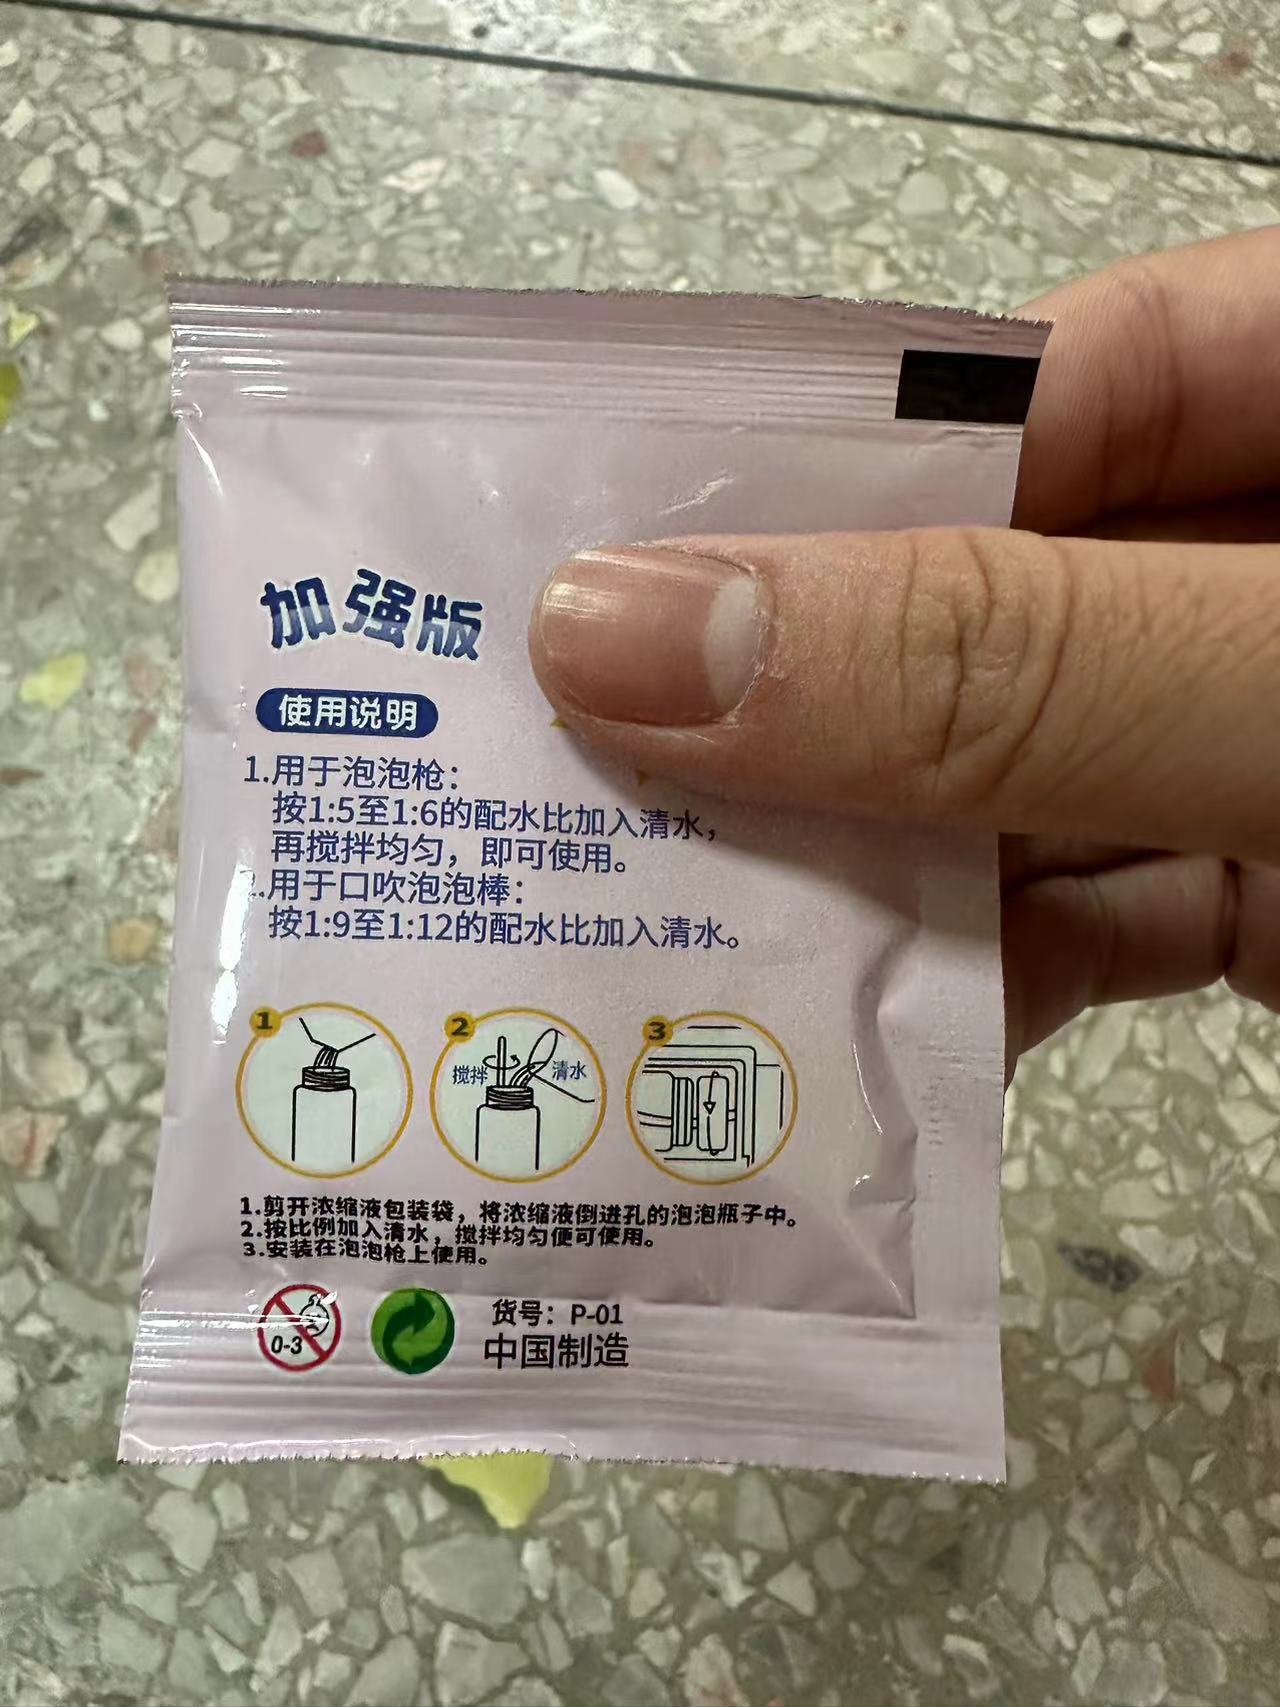 加强版
使用说明
1.用于泡泡枪：
按1:5至1:6的配水比加入清水，
再搅拌均匀，即可使用。
.用于口吹泡泡棒：
按1:9至1:12的配水比加入清水。
1
2
3
搅拌
清水
1.剪开浓缩液包装袋，将浓缩液倒进孔的泡泡瓶子中。
2.按比例加入清水，搅拌均匀便可使用。
3.安装在泡泡枪上使用。
0-3
货号：P-01
中国制造